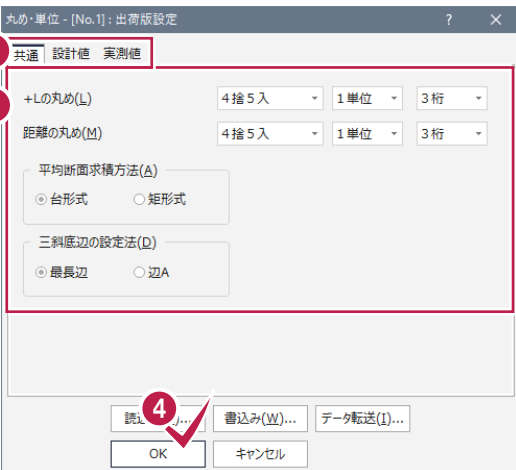 丸め・単位 - [No.1] : 出荷版設定 ? ×
共通 設計値 実測値
+Lの丸め(L) 4捨5入 1単位 3桁
距離の丸め(M) 4捨5入 1単位 3桁
平均断面求積方法(A)
台形式 矩形式
三斜底辺の設定法(D)
最長辺 辺A
4
書込み(W)... データ転送(I)...
OK キャンセル